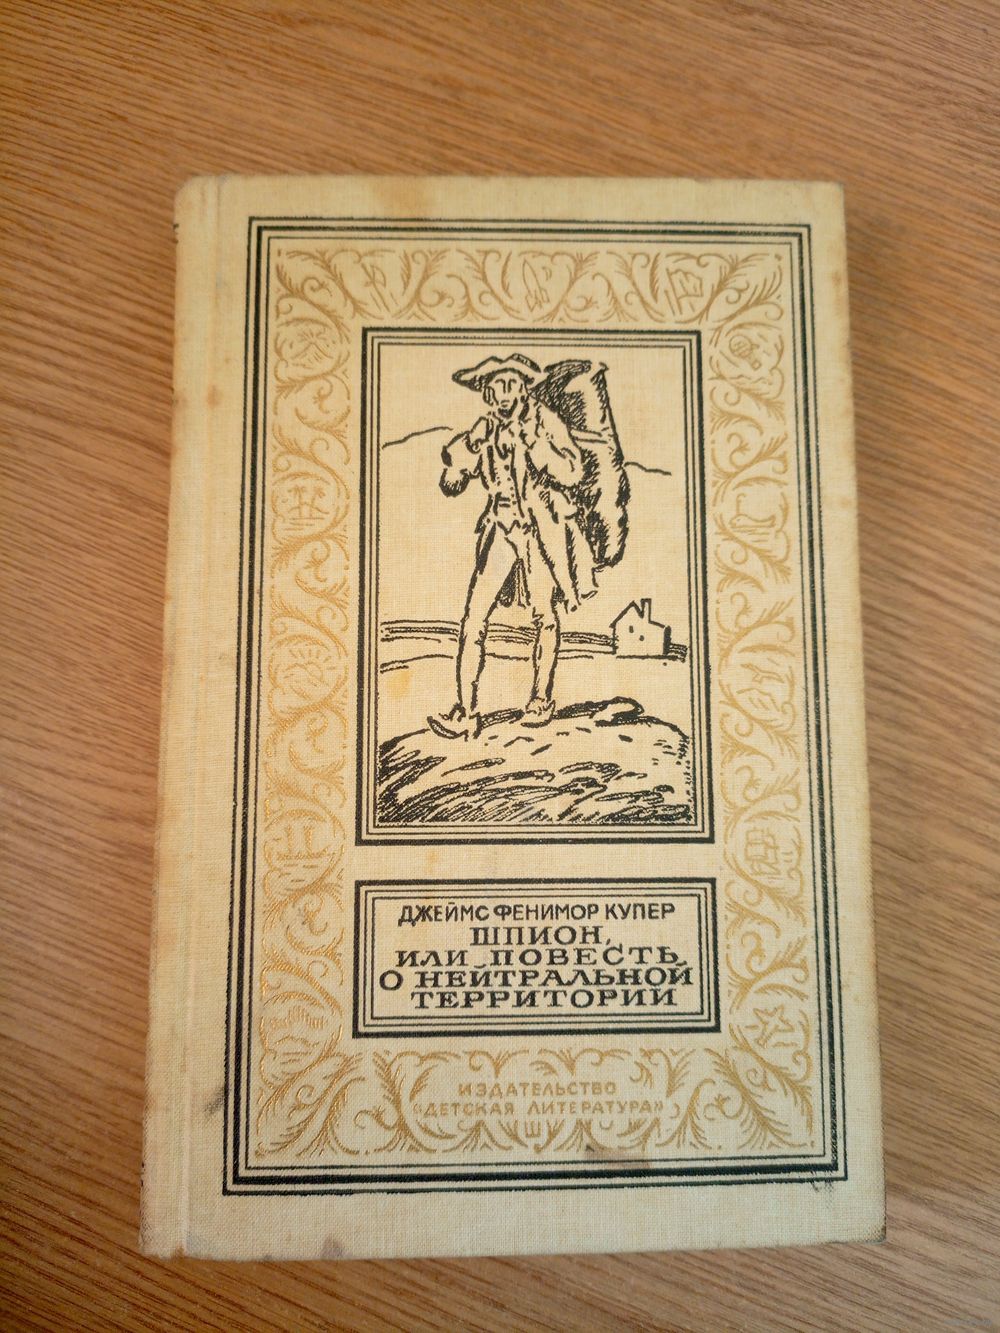 ДЖЕЙМС ФЕНИМОР КУПЕР
ШПИОН,
ИЛИ ПОВЕСТЬ
О НЕЙТРАЛЬНОЙ
ТЕРРИТОРИИ
ИЗДАТЕЛЬСТВО
«ДЕТСКАЯ ЛИТЕРАТУРА»